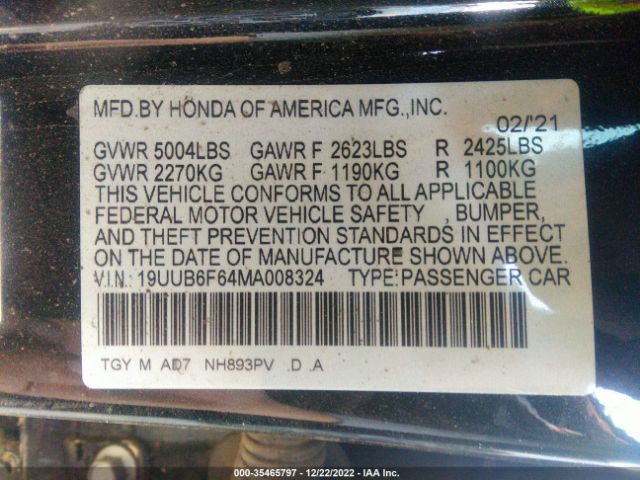 MFD.BY HONDA OF AMERICA MFG.,INC.
02/'21
GVWR 5004LBS GAWR F 2623LBS R 2425LBS
GVWR 2270KG GAWR F 1190KG R 1100KG
THIS VEHICLE CONFORMS TO ALL APPLICABLE
FEDERAL MOTOR VEHICLE SAFETY , BUMPER,
AND THEFT PREVENTION STANDARDS IN EFFECT
ON THE DATE OF MANUFACTURE SHOWN ABOVE.
V.I.N: 19UUB6F64MA008324 TYPE:PASSENGER CAR
TGY M AD7 NH893PV .D .A
000-35465797 - 12/22/2022 - IAA Inc.